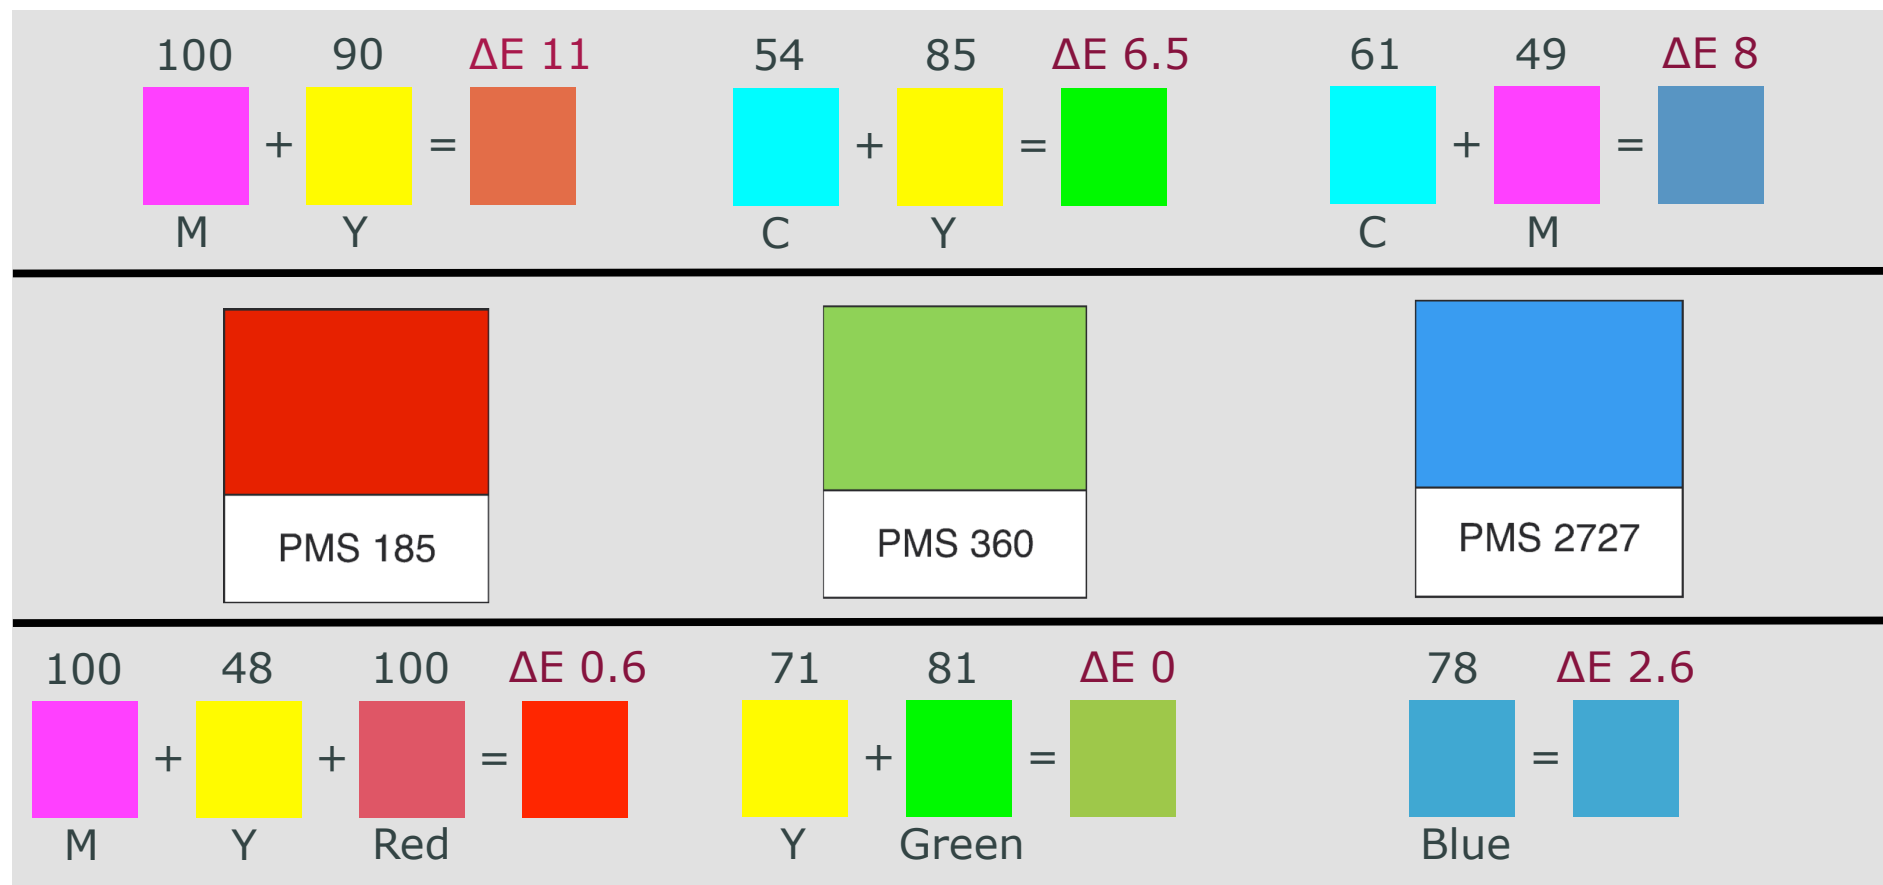 100 90 ΔE 11 54 85 ΔE 6.5 61 49 ΔE 8
+ = + = + =
M Y C Y C M
PMS 185 PMS 360 PMS 2727
100 48 100 ΔE 0.6 71 81 ΔE 0 78 ΔE 2.6
+ + = + = =
M Y Red Y Green Blue